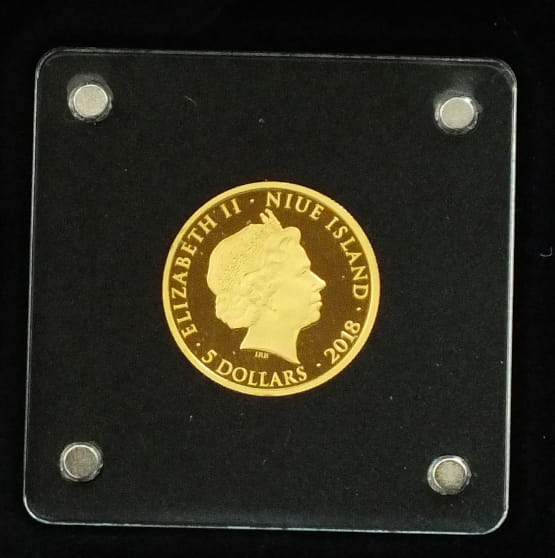 ELIZABETH II · NIUE ISLAND · 2018 · 5 DOLLARS ·
IRB